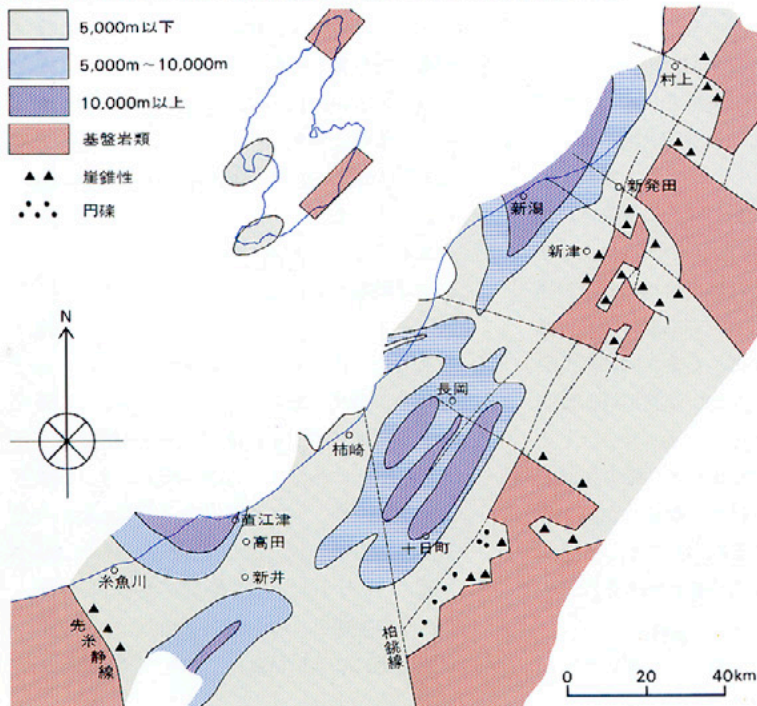 5,000m以下
5,000m～10,000m
10,000m以上
基盤岩類
崖錐性
円礫
N
村上
新発田
新潟
新津
長岡
柿崎
直江津
高田
十日町
糸魚川
新井
先糸静線
柏銚線
0 20 40km